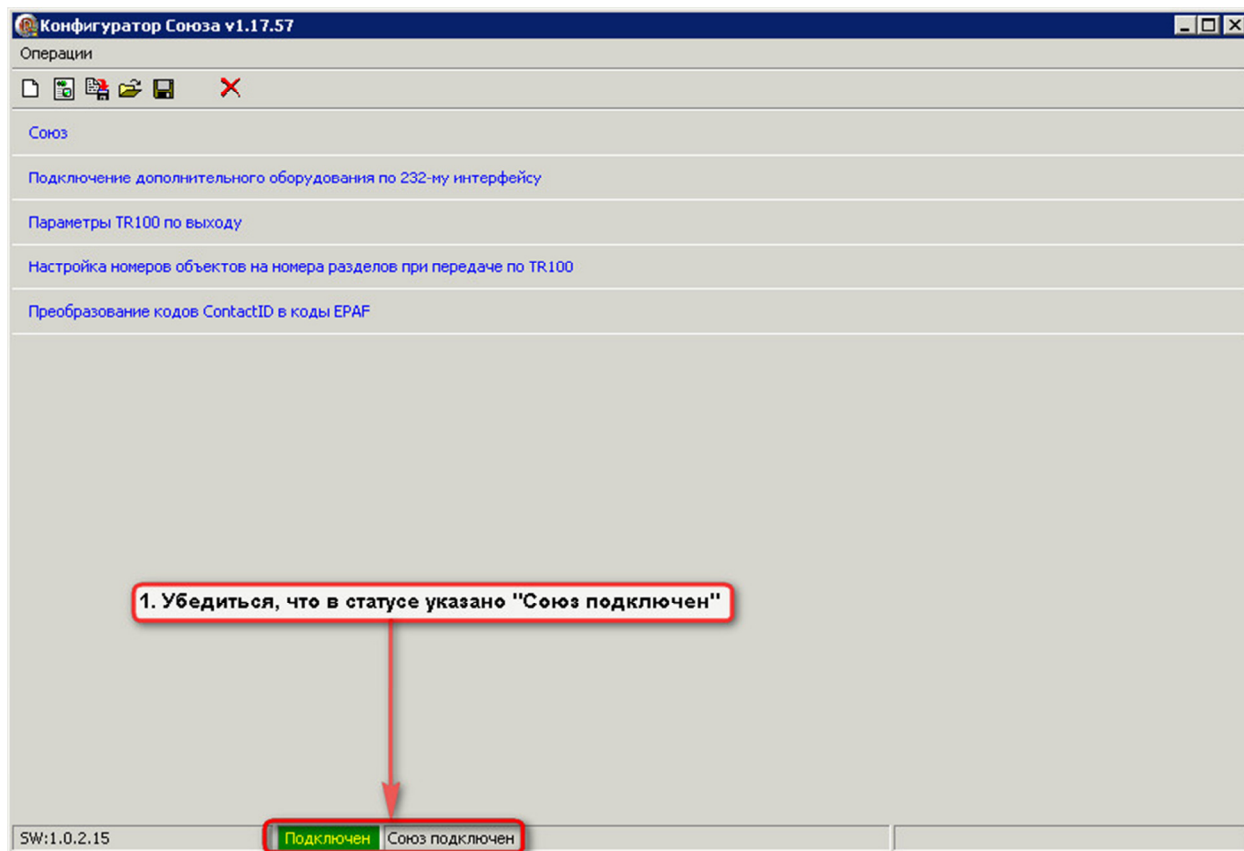 Конфигуратор Союза v1.17.57
Операции
Союз
Подключение дополнительного оборудования по 232-му интерфейсу
Параметры TR100 по выходу
Настройка номеров объектов на номера разделов при передаче по TR100
Преобразование кодов ContactID в коды EPAF
1. Убедиться, что в статусе указано "Союз подключен"
SW:1.0.2.15 Подключен Союз подключен